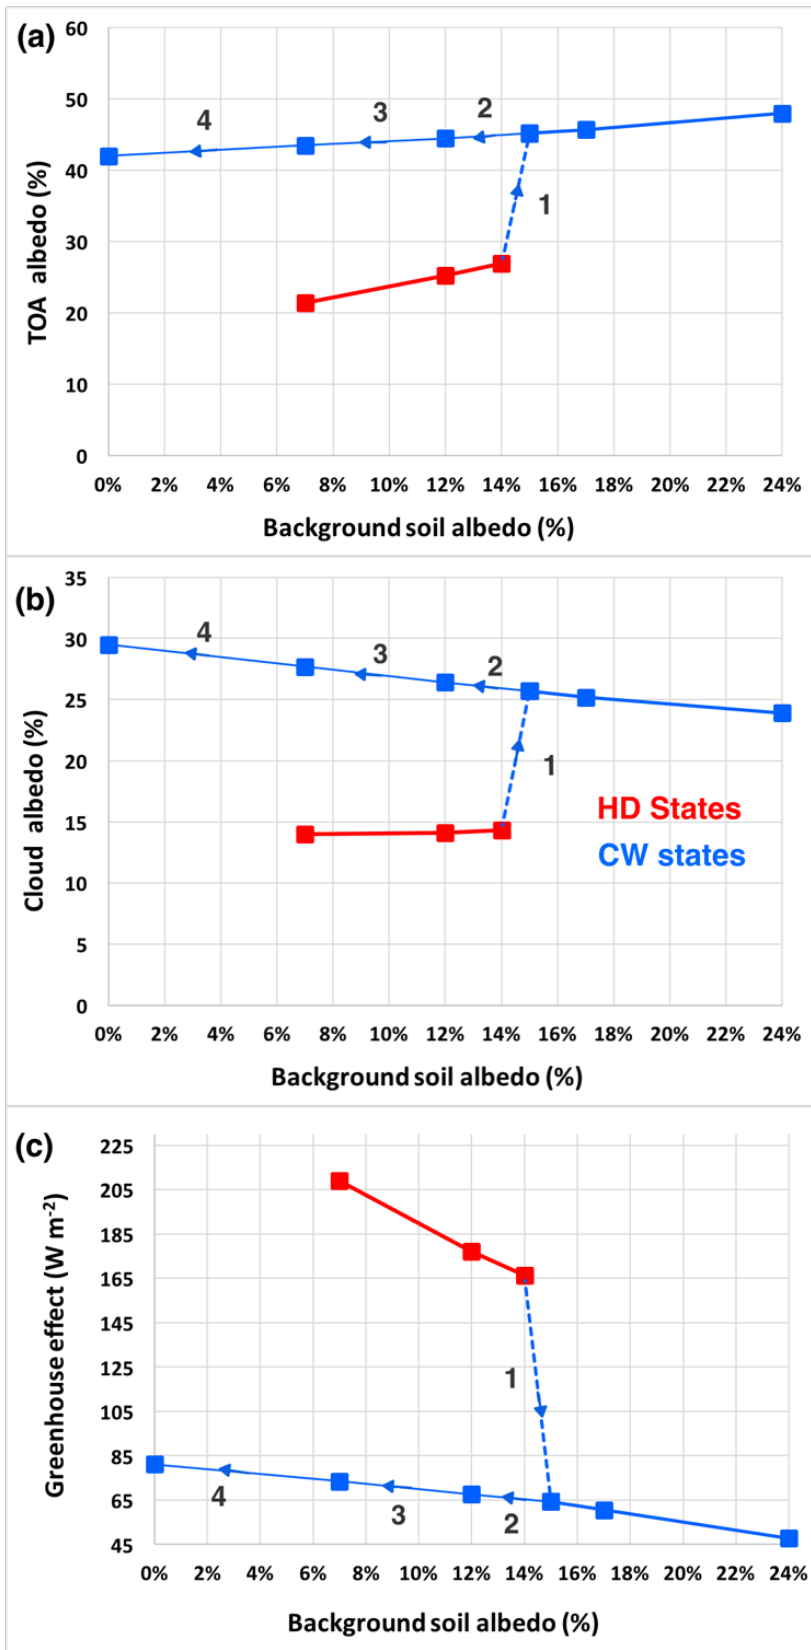 (a)
TOA albedo (%)
60
50
40
30
20
10
0
4
3
2
1
0% 2% 4% 6% 8% 10% 12% 14% 16% 18% 20% 22% 24%
Background soil albedo (%)
(b)
Cloud albedo (%)
35
30
25
20
15
10
5
0
4
3
2
1
HD States
CW states
0% 2% 4% 6% 8% 10% 12% 14% 16% 18% 20% 22% 24%
Background soil albedo (%)
(c)
Greenhouse effect (W m-2)
225
205
185
165
145
125
105
85
65
45
1
4
3
2
0% 2% 4% 6% 8% 10% 12% 14% 16% 18% 20% 22% 24%
Background soil albedo (%)